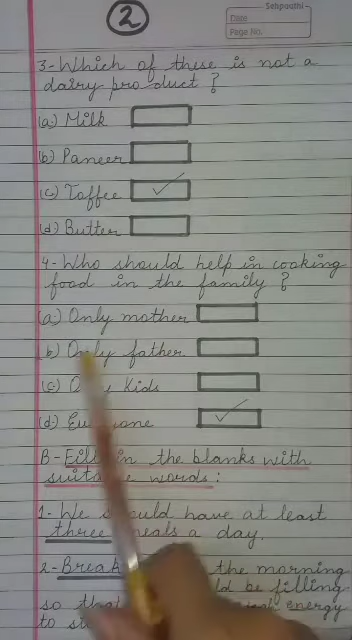 2
Sehpaathi
Date
Page No.
3-Which of these is not a
dairy product ?
(a) Milk
(b) Paneer
(c) Toffee
(d) Butter
4-Who should help in cooking
food in the family ?
(a) Only mother
(b) Only father
(c) Only Kids
(d) Everyone
B-Fill in the blanks with
suitable words:
1-We should have at least
three meals a day.
2-Break the morning
be filling
so that energy
to